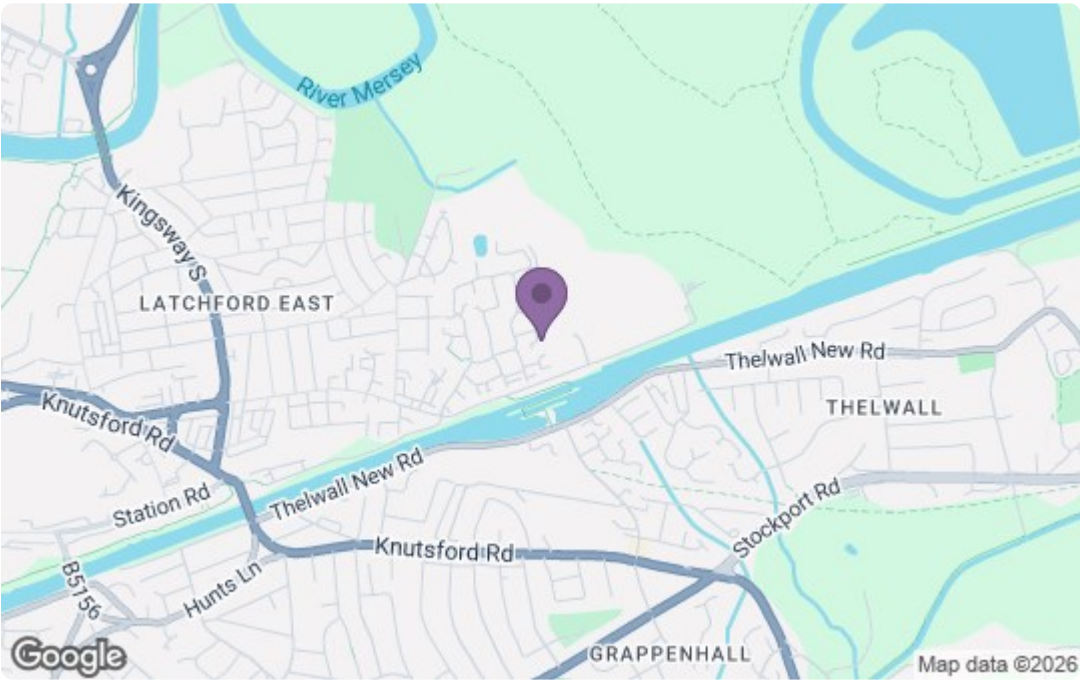 River Mersey
Kingsway S
LATCHFORD EAST
Thelwall New Rd
Knutsford Rd
THELWALL
Thelwall New Rd
Station Rd
Stockport Rd
Knutsford Rd
B5156
Hunts Ln
GRAPPENHALL
Google
Map data ©2026